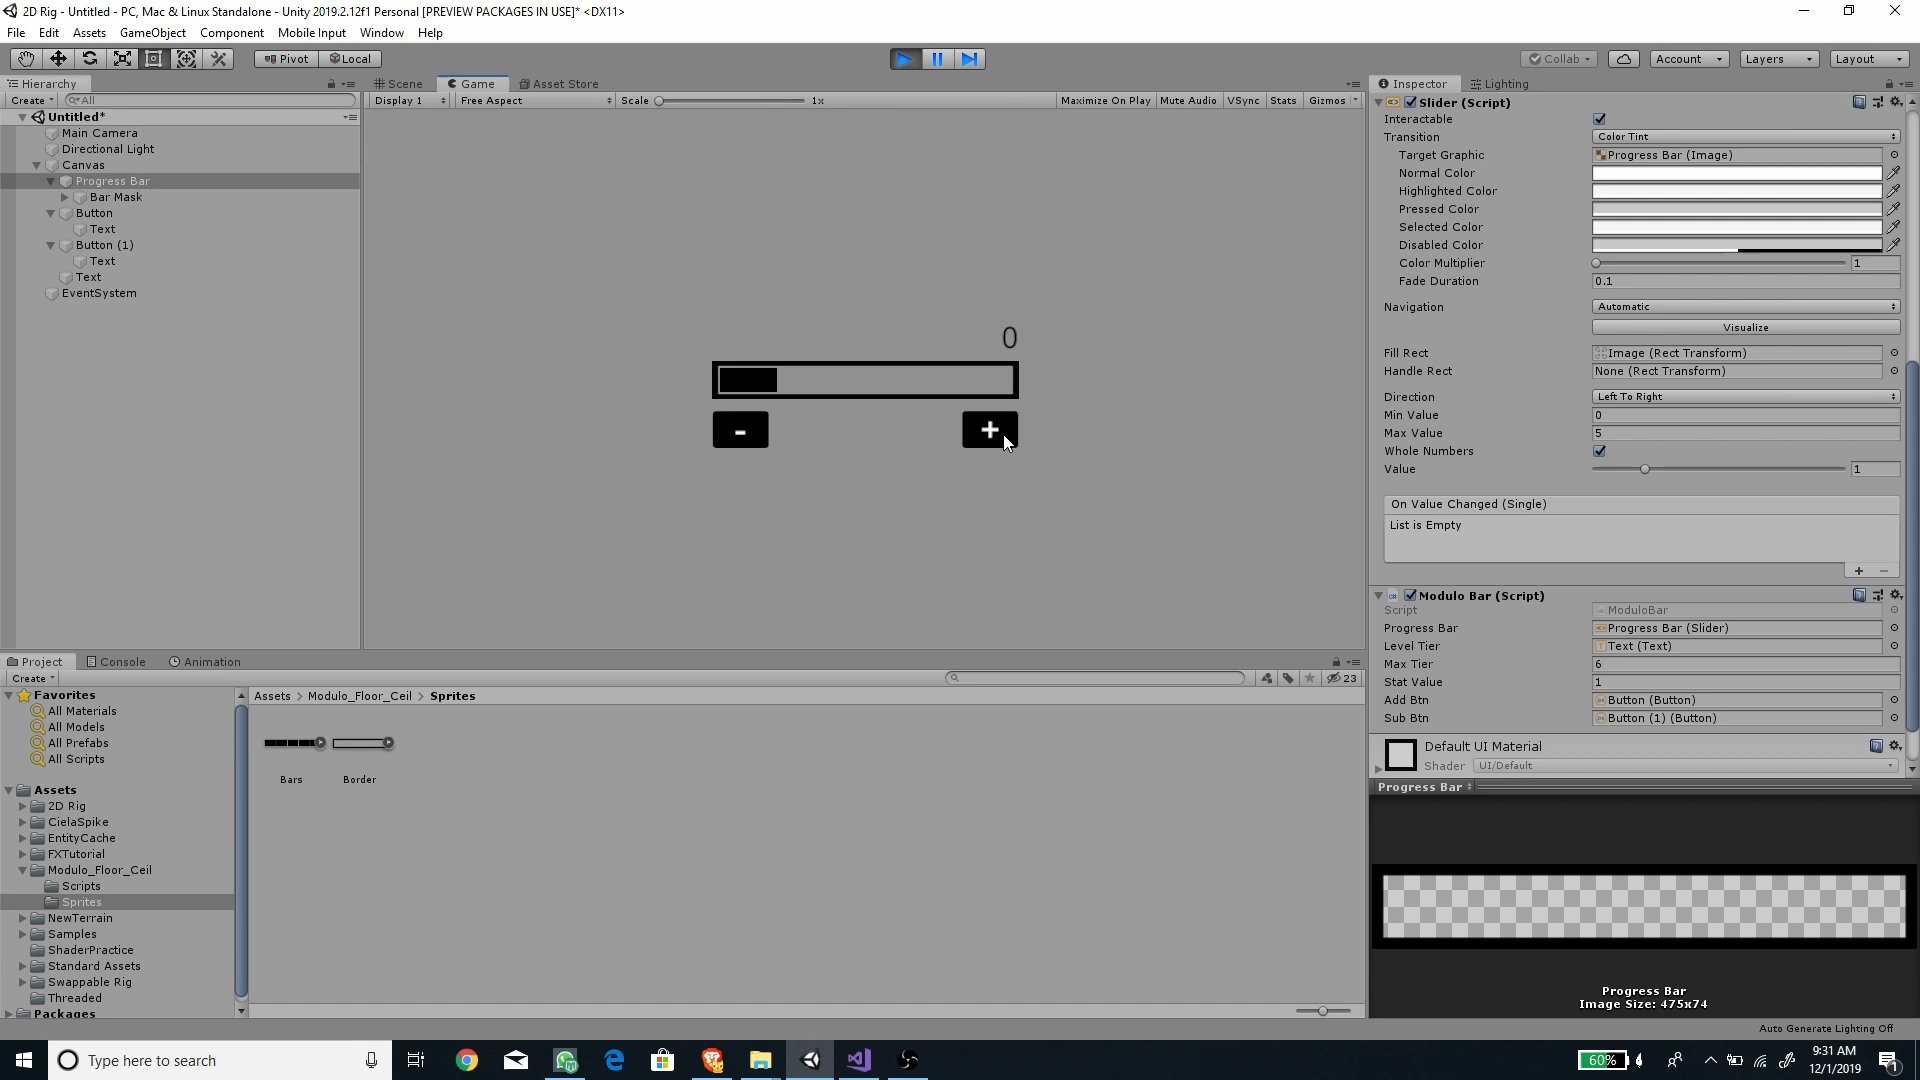 2D Rig - Untitled - PC, Mac & Linux Standalone - Unity 2019.2.12f1 Personal [PREVIEW PACKAGES IN USE]* <DX11>
File Edit Assets GameObject Component Mobile Input Window Help
Pivot Local Collab Account Layers Layout
Hierarchy Scene Game Asset Store Inspector Lighting
Create All Display 1 Free Aspect Scale 1x Maximize On Play Mute Audio VSync Stats Gizmos
Untitled*
Main Camera
Directional Light
Canvas
Progress Bar
Bar Mask
Button
Text
Button (1)
Text
Text
EventSystem
0
-
+
Slider (Script)
Interactable
Transition Color Tint
Target Graphic Progress Bar (Image)
Normal Color
Highlighted Color
Pressed Color
Selected Color
Disabled Color
Color Multiplier 1
Fade Duration 0.1
Navigation Automatic
Visualize
Fill Rect Image (Rect Transform)
Handle Rect None (Rect Transform)
Direction Left To Right
Min Value 0
Max Value 5
Whole Numbers
Value 1
On Value Changed (Single)
List is Empty
+ −
Modulo Bar (Script)
Script ModuloBar
Progress Bar Progress Bar (Slider)
Level Tier Text (Text)
Max Tier 6
Stat Value 1
Add Btn Button (Button)
Sub Btn Button (1) (Button)
Default UI Material
Shader UI/Default
Progress Bar
Progress Bar
Image Size: 475x74
Project Console Animation
Create 23
Favorites
All Materials
All Models
All Prefabs
All Scripts
Assets
2D Rig
CielaSpike
EntityCache
FXTutorial
Modulo_Floor_Ceil
Scripts
Sprites
NewTerrain
Samples
ShaderPractice
Standard Assets
Swappable Rig
Threaded
Packages
Assets > Modulo_Floor_Ceil > Sprites
Bars Border
Auto Generate Lighting Off
Type here to search
60%
9:31 AM
12/1/2019
1